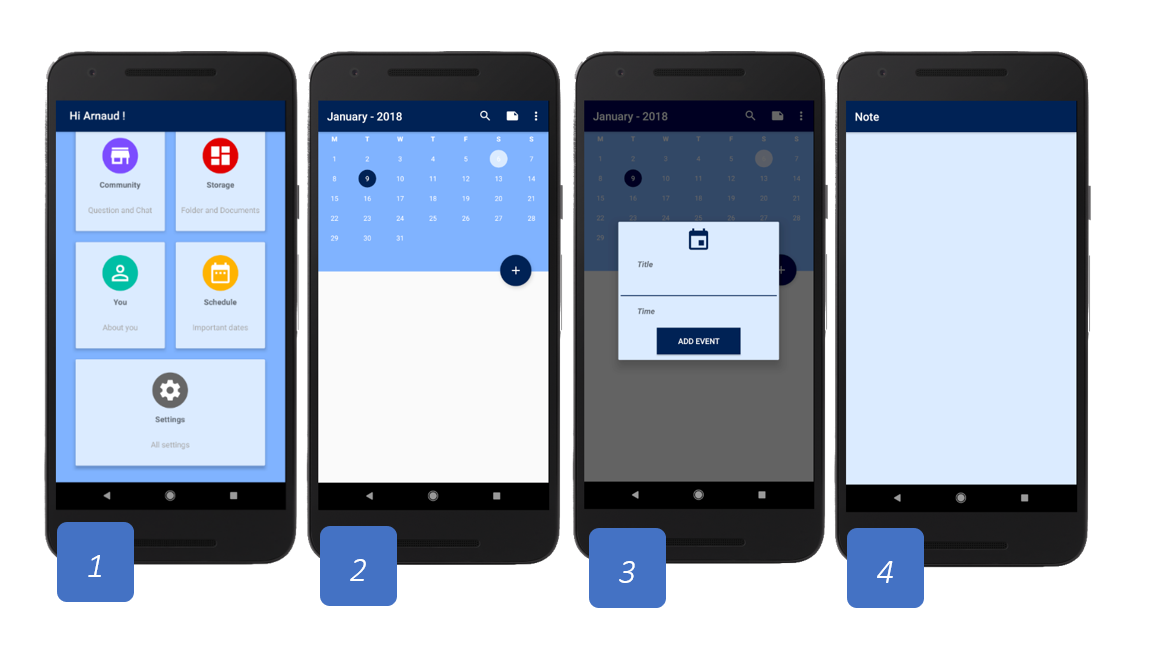 Hi Arnaud !
Community
Question and Chat
Storage
Folder and Documents
You
About you
Schedule
Important dates
Settings
All settings
1
January - 2018
M T W T F S S
1 2 3 4 5 6 7
8 9 10 11 12 13 14
15 16 17 18 19 20 21
22 23 24 25 26 27 28
29 30 31
+
2
January - 2018
M T W T F S S
1 2 3 4 5 7
8 9 10 11 12 13 14
15 16 17 18 19 20 21
22 23 24 25 26 27 28
29
Title
Time
ADD EVENT
+
3
Note
4